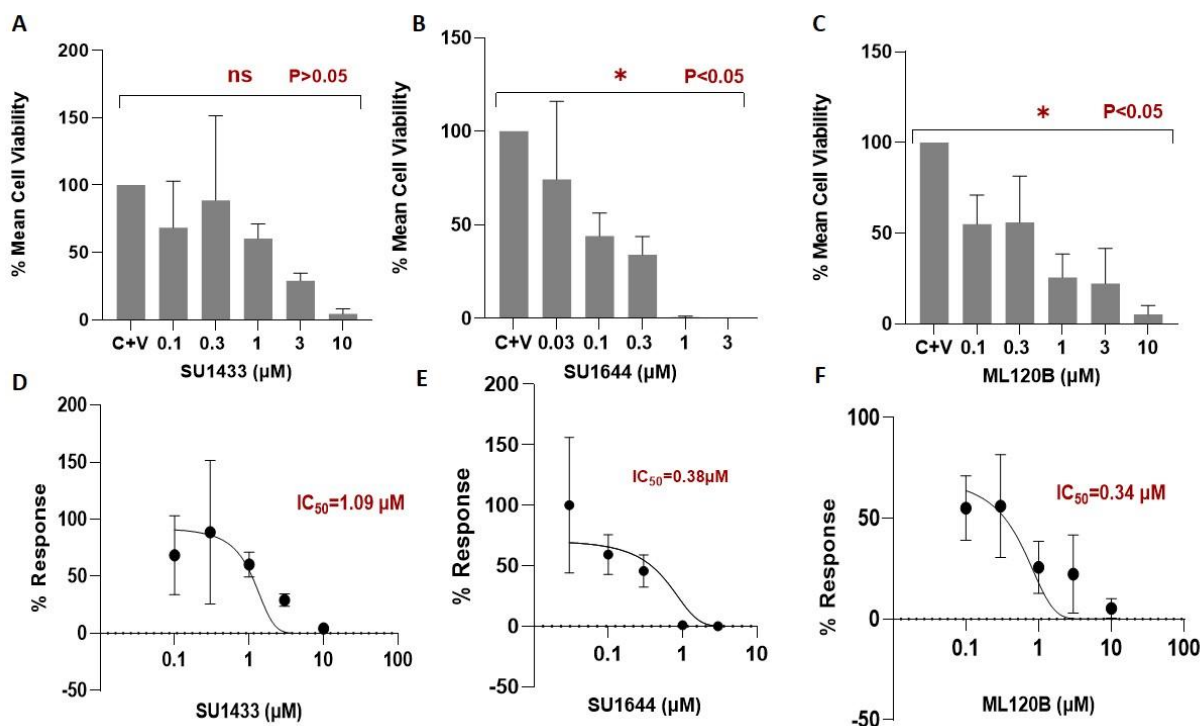 A
200
150
100
50
0
% Mean Cell Viability
ns P>0.05
C+V 0.1 0.3 1 3 10
SU1433 (µM)
B
150
100
50
0
% Mean Cell Viability
* P<0.05
C+V 0.03 0.1 0.3 1 3
SU1644 (µM)
C
150
100
50
0
% Mean Cell Viability
* P<0.05
C+V 0.1 0.3 1 3 10
ML120B (µM)
D
200
150
100
50
0
-50
% Response
IC50=1.09 µM
0.1 1 10 100
SU1433 (µM)
E
200
150
100
50
0
-50
% Response
IC50=0.38µM
0.1 1 10
SU1644 (µM)
F
100
50
0
-50
% Response
IC50=0.34 µM
0.1 1 10 100
ML120B (µM)